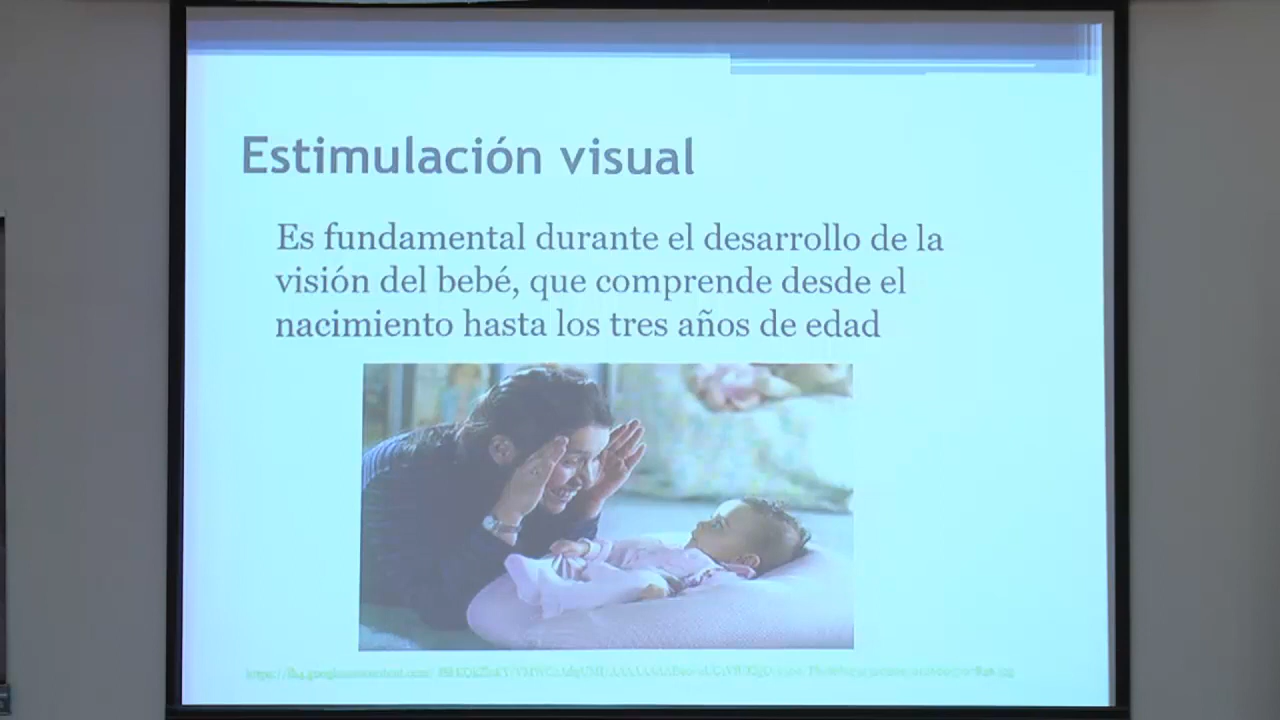 Estimulación visual
Es fundamental durante el desarrollo de la
visión del bebé, que comprende desde el
nacimiento hasta los tres años de edad